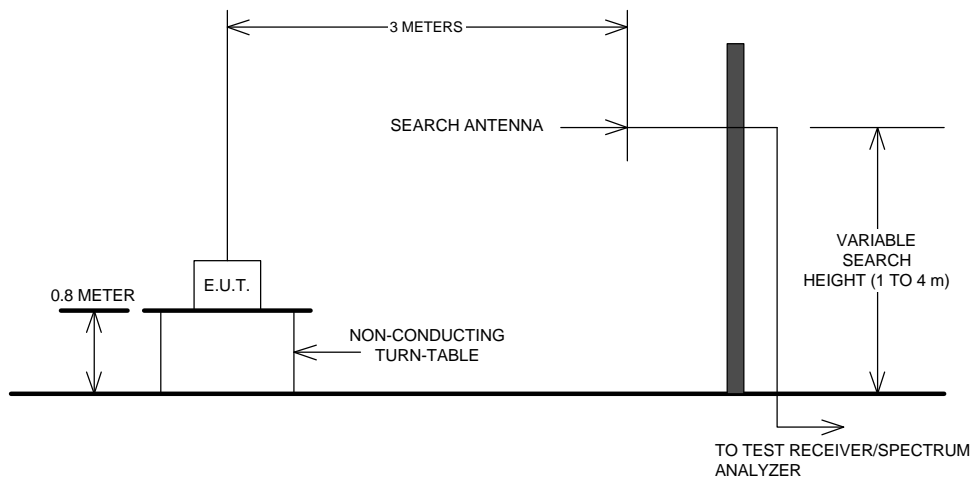 3 METERS
SEARCH ANTENNA
E.U.T.
0.8 METER
NON-CONDUCTING
TURN-TABLE
VARIABLE
SEARCH
HEIGHT (1 TO 4 m)
TO TEST RECEIVER/SPECTRUM
ANALYZER